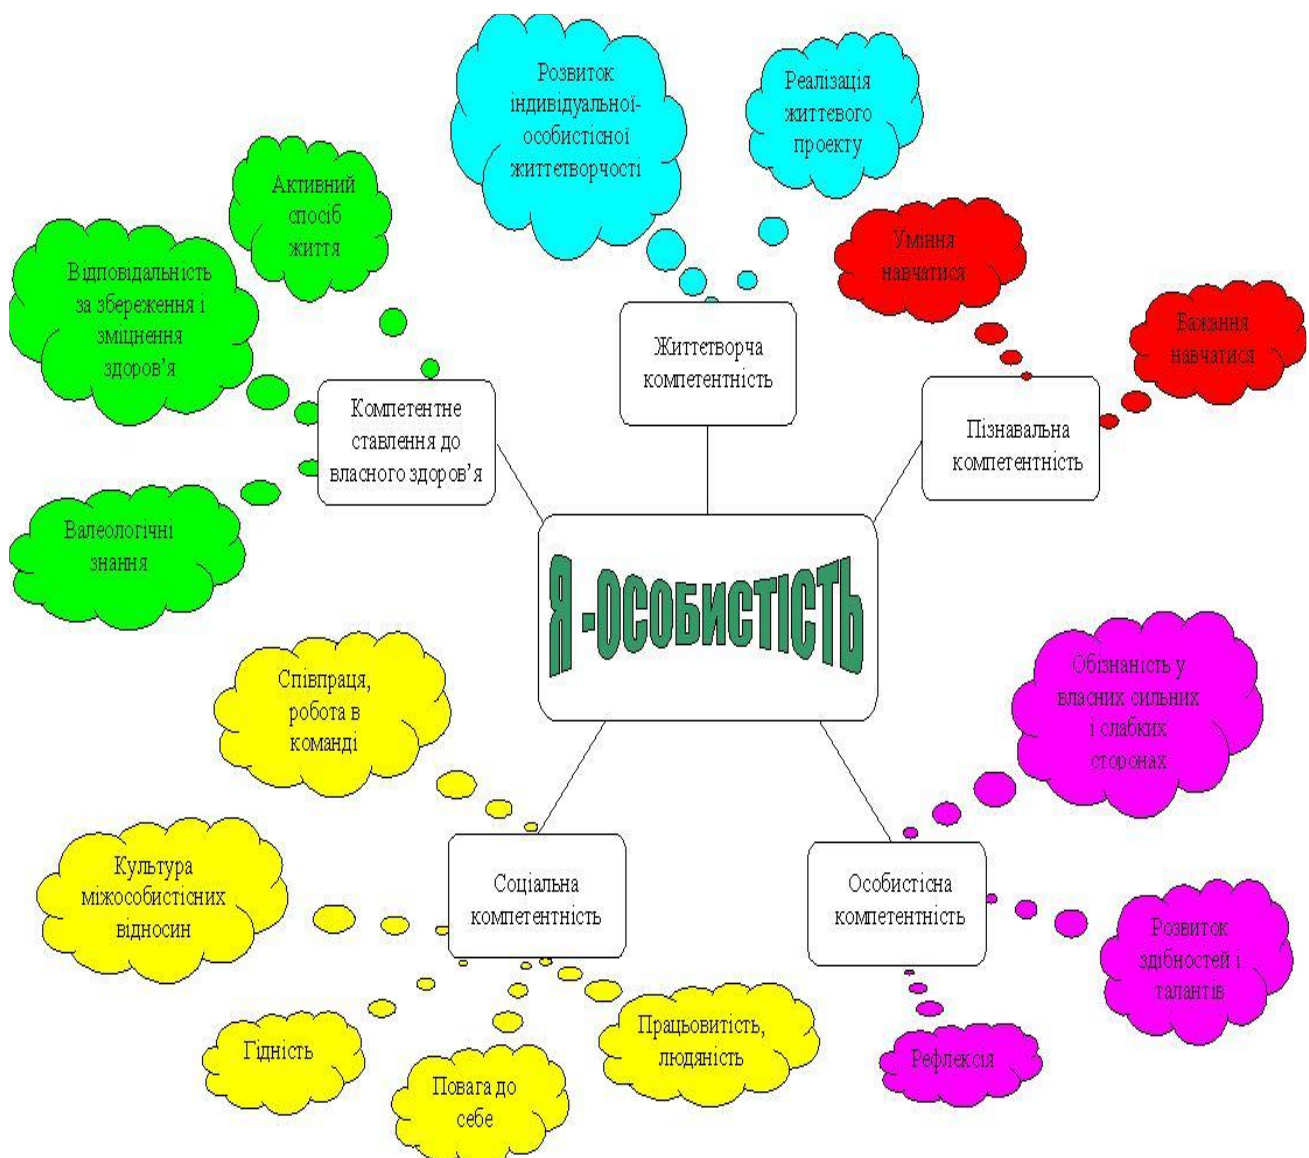 Розвиток
індивідуальної-
особистісної
життєтворчості
Реалізація
життєвого
проекту
Активний
спосіб
життя
Уміння
навчатися
Відповідальність
за збереження і
зміцнення
здоров’я
Бажання
навчатися
Життєтворча
компетентність
Компетентне
ставлення до
власного здоров’я
Пізнавальна
компетентність
Валеологічні
знання
Я -ОСОБИСТІСТЬ
Співпраця,
робота в
команді
Обізнаність у
власних сильних
і слабких
сторонах
Культура
міжособистісних
відносин
Соціальна
компетентність
Особистісна
компетентність
Розвиток
здібностей і
талантів
Гідність
Повага до
себе
Працьовитість,
людяність
Рефлексія